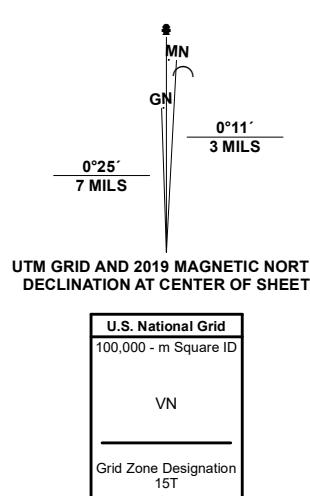 MN
GN
0°11´
3 MILS
0°25´
7 MILS
UTM GRID AND 2019 MAGNETIC NORT
DECLINATION AT CENTER OF SHEET
U.S. National Grid
100,000 - m Square ID
VN
Grid Zone Designation
15T